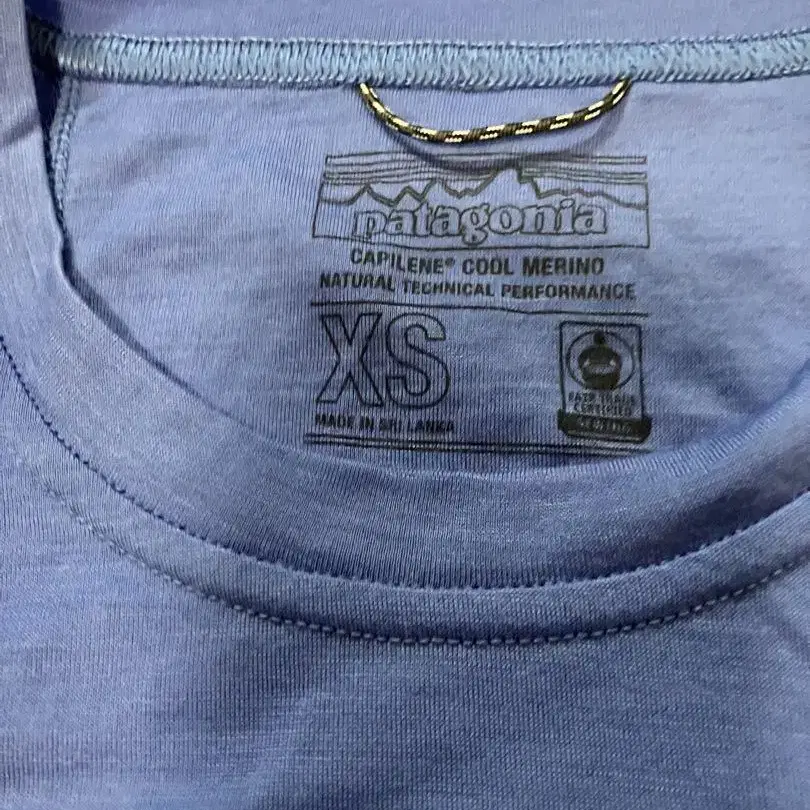 patagonia
CAPILENE® COOL MERINO
NATURAL TECHNICAL PERFORMANCE
XS
MADE IN SRI LANKA
FAIR TRADE
CERTIFIED